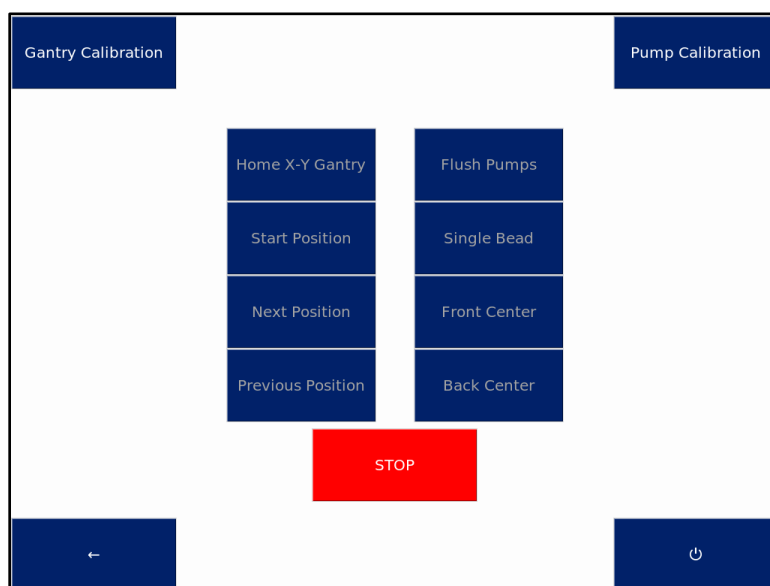 Gantry Calibration
Pump Calibration
Home X-Y Gantry
Flush Pumps
Start Position
Single Bead
Next Position
Front Center
Previous Position
Back Center
STOP
←
⏻